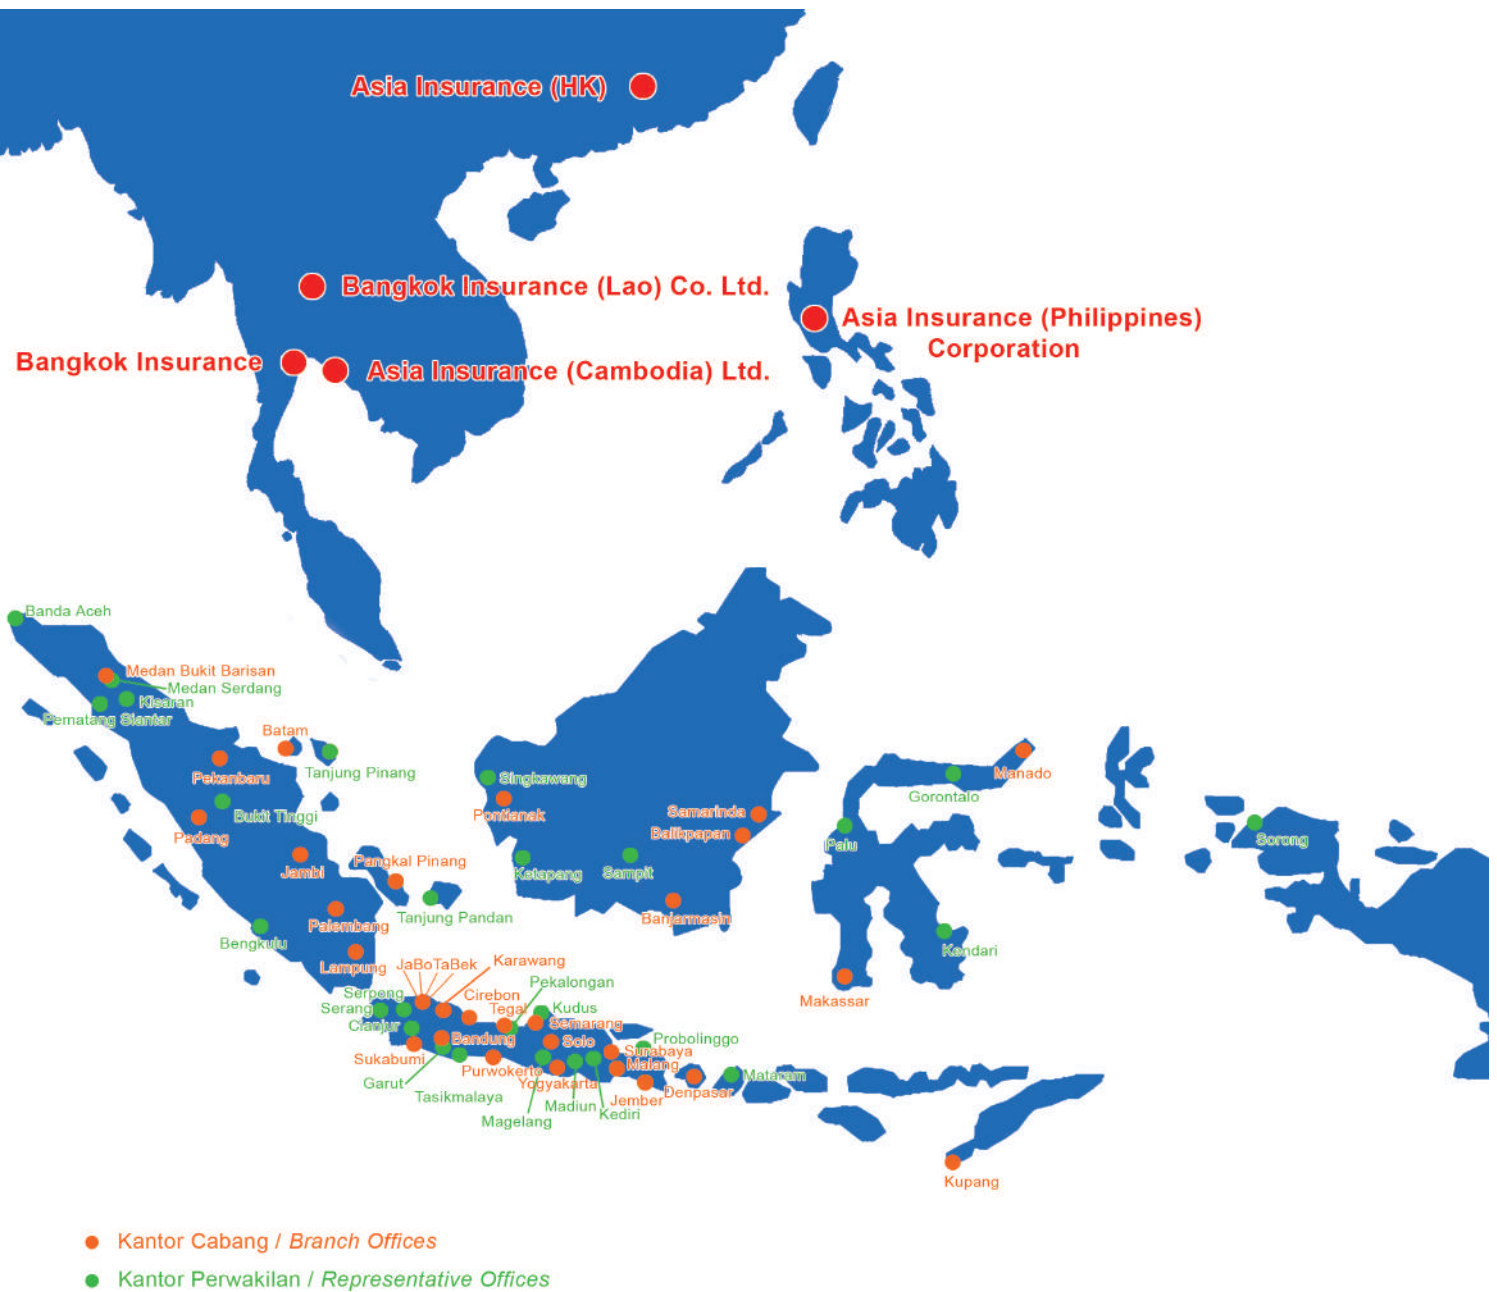 Asia Insurance (HK)
Bangkok Insurance (Lao) Co. Ltd.
Asia Insurance (Philippines)
Corporation
Bangkok Insurance
Asia Insurance (Cambodia) Ltd.
Banda Aceh
Medan Bukit Barisan
Medan Serdang
Kisaran
Pematang Siantar
Batam
Tanjung Pinang
Pekanbaru
Bukit Tinggi
Padang
Jambi
Pangkal Pinang
Tanjung Pandan
Palembang
Bengkulu
Lampung
Singkawang
Pontianak
Samarinda
Balikpapan
Ketapang
Sampit
Banjarmasin
Manado
Gorontalo
Palu
Kendari
Makassar
Sorong
JaBoTaBek
Karawang
Pekalongan
Serpong
Cirebon
Serang
Tegal
Kudus
Cianjur
Semarang
Bandung
Solo
Probolinggo
Sukabumi
Surabaya
Purwokerto
Malang
Mataram
Garut
Yogyakarta
Denpasar
Tasikmalaya
Jember
Madiun
Kediri
Magelang
Kupang
Kantor Cabang / Branch Offices
Kantor Perwakilan / Representative Offices